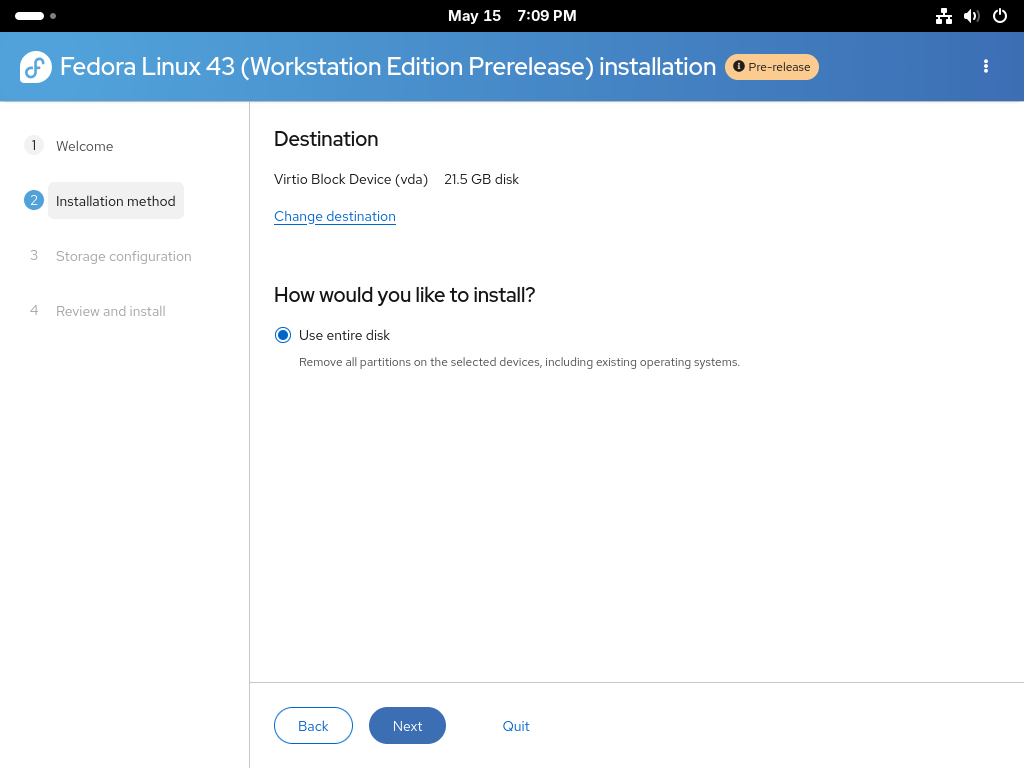 May 15 7:09 PM
Fedora Linux 43 (Workstation Edition Prerelease) installation Pre-release
1 Welcome
2 Installation method
3 Storage configuration
4 Review and install
Destination
Virtio Block Device (vda) 21.5 GB disk
Change destination
How would you like to install?
Use entire disk
Remove all partitions on the selected devices, including existing operating systems.
Back Next Quit